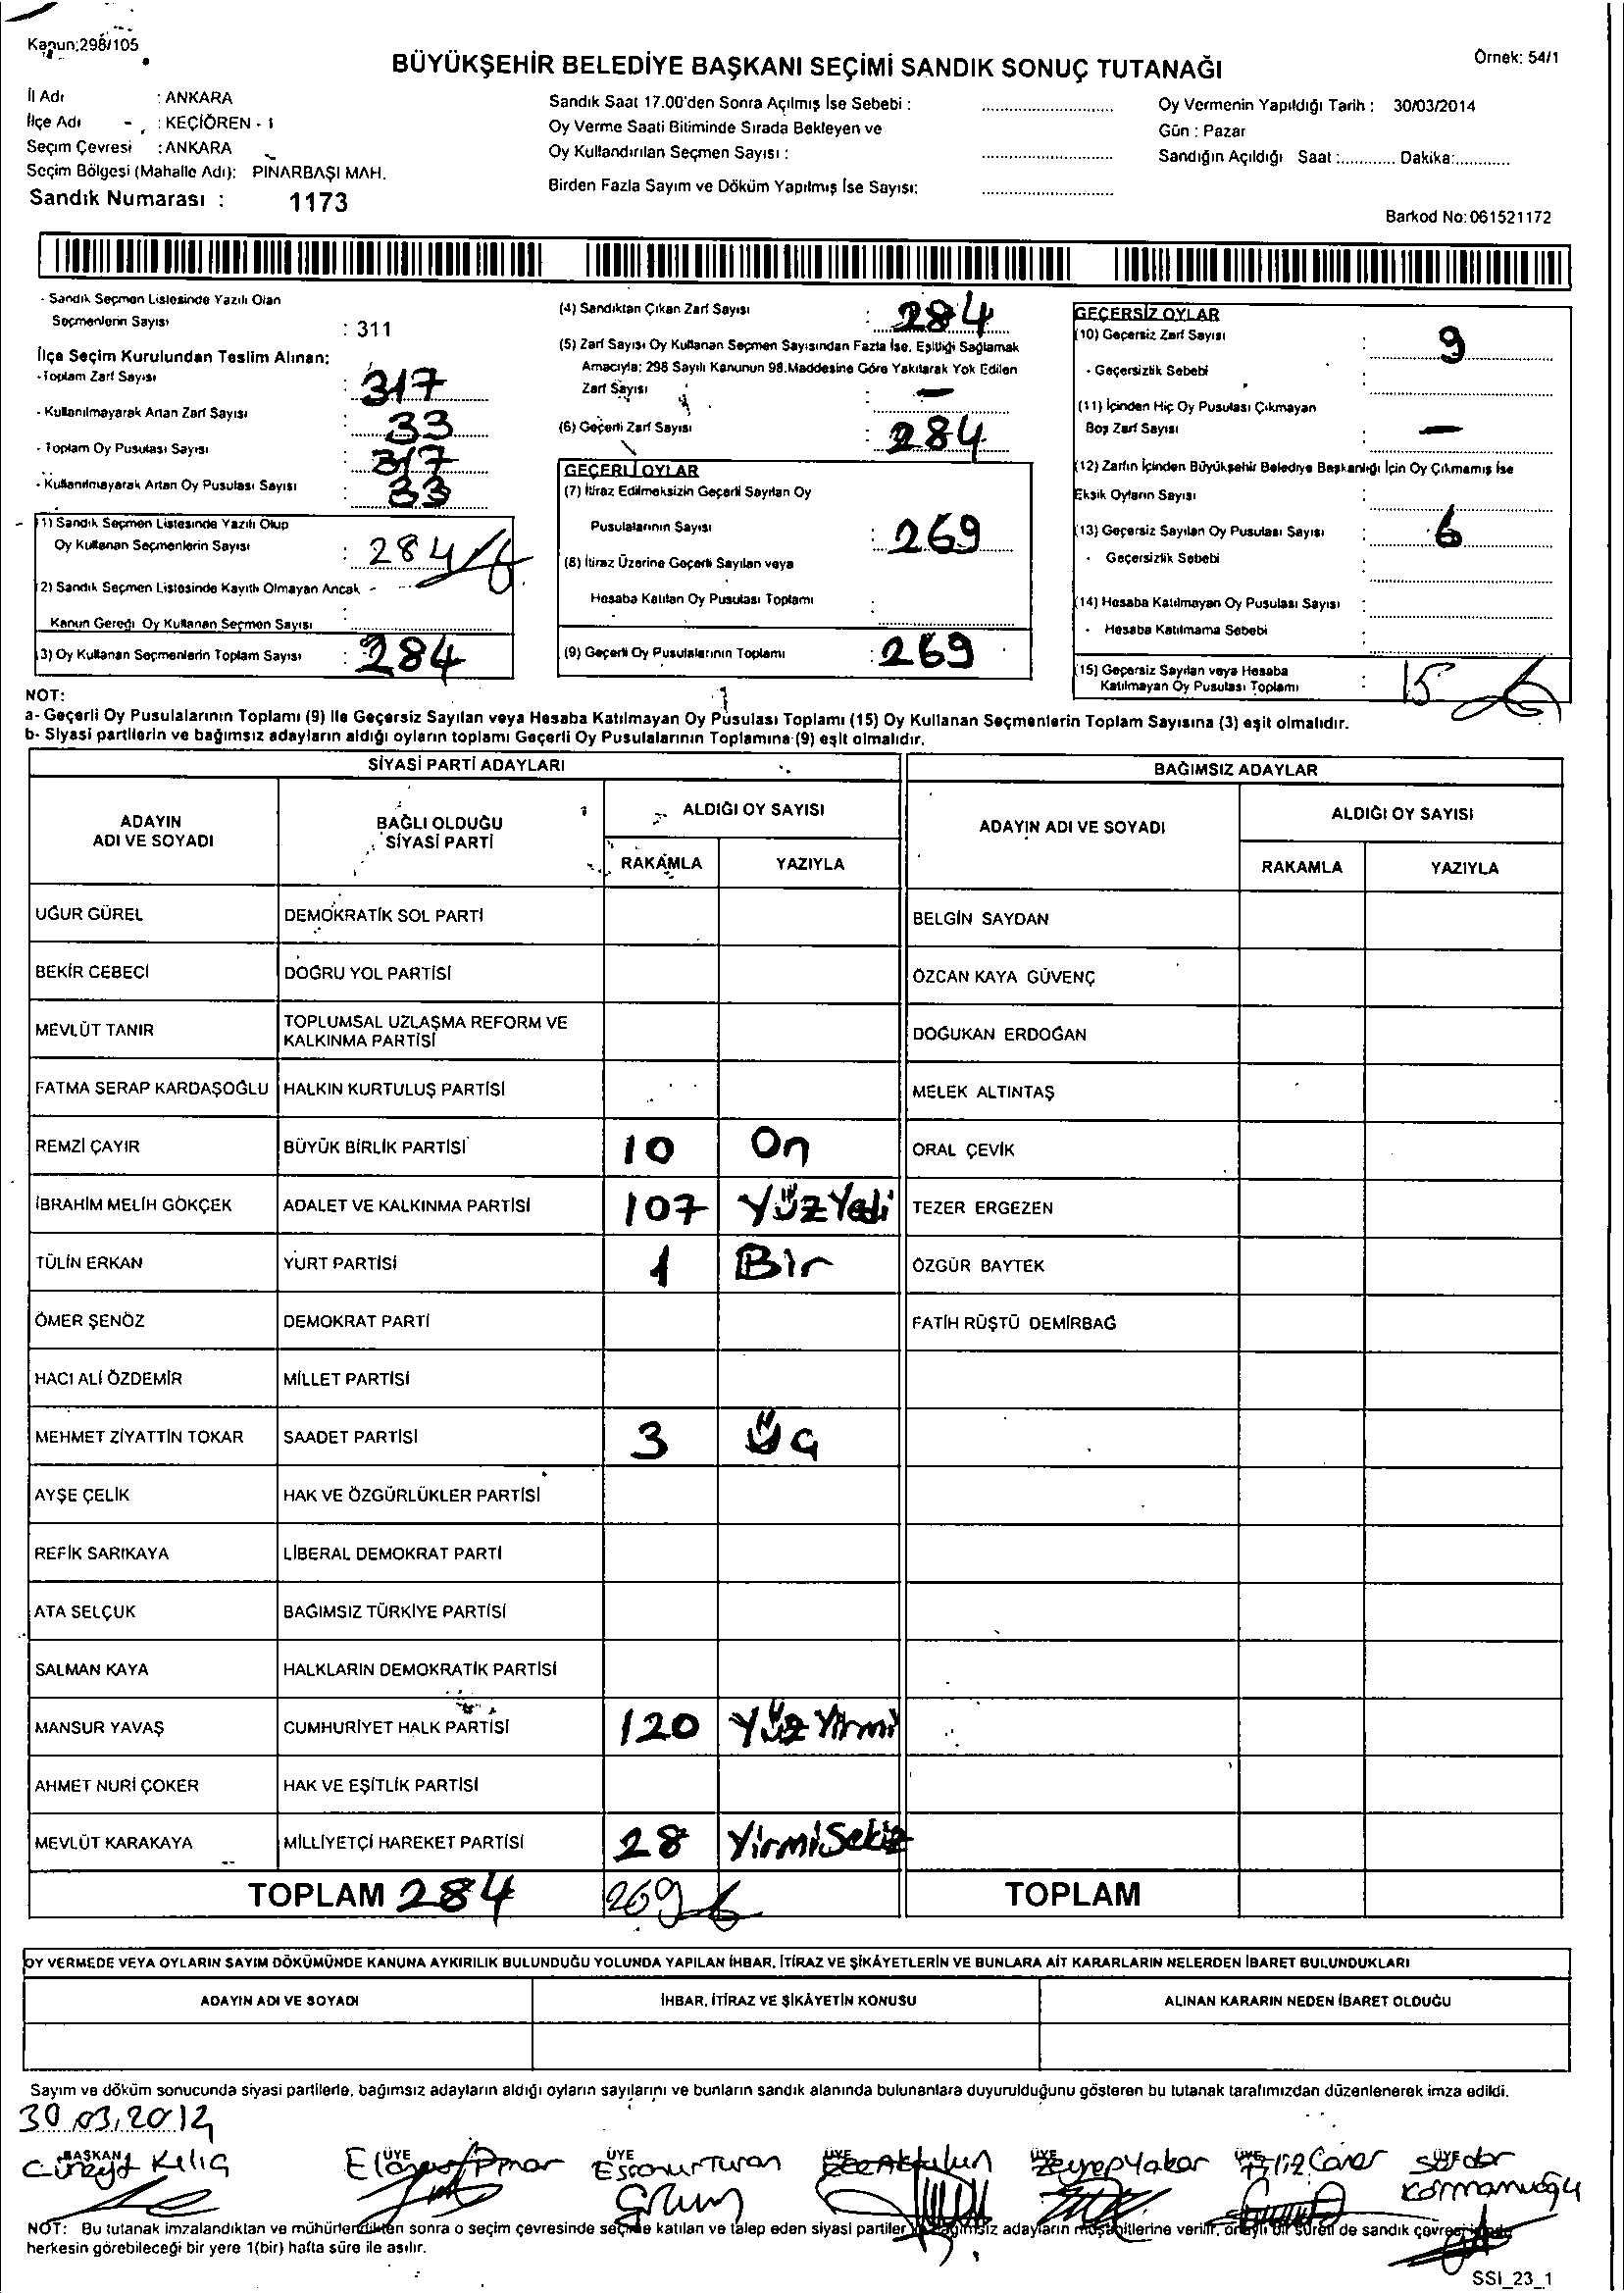 Kanun:298/105
Örnek: 54/1
BÜYÜKŞEHİR BELEDİYE BAŞKANI SEÇİMİ SANDIK SONUÇ TUTANAĞI
İl Adı : ANKARA
İlçe Adı : KEÇİÖREN - 1
Seçim Çevresi : ANKARA
Seçim Bölgesi (Mahalle Adı): PINARBAŞI MAH.
Sandık Numarası : 1173
Sandık Saat 17.00'den Sonra Açılmış İse Sebebi :
Oy Verme Saati Bitiminde Sırada Bekleyen ve
Oy Kullandırılan Seçmen Sayısı :
Birden Fazla Sayım ve Döküm Yapılmış İse Sayısı:
Oy Vermenin Yapıldığı Tarih : 30/03/2014
Gün : Pazar
Sandığın Açıldığı Saat :............ Dakika:............
Barkod No: 061521172
- Sandık Seçmen Listesinde Yazılı Olan
Seçmenlerin Sayısı : 311
İlçe Seçim Kurulundan Teslim Alınan:
-Toplam Zarf Sayısı : 317
- Kullanılmayarak Artan Zarf Sayısı : 33
- Toplam Oy Pusulası Sayısı : 317
- Kullanılmayarak Artan Oy Pusulası Sayısı : 33
(1) Sandık Seçmen Listesinde Yazılı Olup
Oy Kullanan Seçmenlerin Sayısı : 284
(2) Sandık Seçmen Listesinde Kayıtlı Olmayan Ancak
Kanun Gereği Oy Kullanan Seçmen Sayısı :
(3) Oy Kullanan Seçmenlerin Toplam Sayısı : 284
(4) Sandıktan Çıkan Zarf Sayısı : 284
(5) Zarf Sayısı Oy Kullanan Seçmen Sayısından Fazla İse, Eşitliği Sağlamak
Amacıyla; 298 Sayılı Kanunun 98.Maddesine Göre Yakılarak Yok Edilen
Zarf Sayısı : —
(6) Geçerli Zarf Sayısı : 284
GEÇERLİ OYLAR
(7) İtiraz Edilmeksizin Geçerli Sayılan Oy
Pusulalarının Sayısı : 269
(8) İtiraz Üzerine Geçerli Sayılan veya
Hesaba Katılan Oy Pusulası Toplamı :
(9) Geçerli Oy Pusulalarının Toplamı : 269
GEÇERSİZ OYLAR
(10) Geçersiz Zarf Sayısı : 9
- Geçersizlik Sebebi :
(11) İçinden Hiç Oy Pusulası Çıkmayan
Boş Zarf Sayısı : —
(12) Zarfın İçinden Büyükşehir Belediye Başkanlığı İçin Oy Çıkmamış İse
Eksik Oyların Sayısı :
(13) Geçersiz Sayılan Oy Pusulası Sayısı : 6
- Geçersizlik Sebebi :
(14) Hesaba Katılmayan Oy Pusulası Sayısı :
- Hesaba Katılmama Sebebi :
(15) Geçersiz Sayılan veya Hesaba
Katılmayan Oy Pusulası Toplamı : 15
NOT:
a- Geçerli Oy Pusulalarının Toplamı (9) İle Geçersiz Sayılan veya Hesaba Katılmayan Oy Pusulası Toplamı (15) Oy Kullanan Seçmenlerin Toplam Sayısına (3) eşit olmalıdır.
b- Siyasi partilerin ve bağımsız adayların aldığı oyların toplamı Geçerli Oy Pusulalarının Toplamına (9) eşit olmalıdır.
SİYASİ PARTİ ADAYLARI
ADAYIN ADI VE SOYADI
BAĞLI OLDUĞU SİYASİ PARTİ
ALDIĞI OY SAYISI
RAKAMLA YAZIYLA
UĞUR GÜREL DEMOKRATİK SOL PARTİ
BEKİR CEBECİ DOĞRU YOL PARTİSİ
MEVLÜT TANIR TOPLUMSAL UZLAŞMA REFORM VE KALKINMA PARTİSİ
FATMA SERAP KARDAŞOĞLU HALKIN KURTULUŞ PARTİSİ
REMZİ ÇAYIR BÜYÜK BİRLİK PARTİSİ 10 On
İBRAHİM MELİH GÖKÇEK ADALET VE KALKINMA PARTİSİ 107 YüzYedi
TÜLİN ERKAN YURT PARTİSİ 1 Bir
ÖMER ŞENÖZ DEMOKRAT PARTİ
HACI ALİ ÖZDEMİR MİLLET PARTİSİ
MEHMET ZİYATTİN TOKAR SAADET PARTİSİ 3 Üç
AYŞE ÇELİK HAK VE ÖZGÜRLÜKLER PARTİSİ
REFİK SARIKAYA LİBERAL DEMOKRAT PARTİ
ATA SELÇUK BAĞIMSIZ TÜRKİYE PARTİSİ
SALMAN KAYA HALKLARIN DEMOKRATİK PARTİSİ
MANSUR YAVAŞ CUMHURİYET HALK PARTİSİ 120 Yüz Yirmi
AHMET NURİ ÇOKER HAK VE EŞİTLİK PARTİSİ
MEVLÜT KARAKAYA MİLLİYETÇİ HAREKET PARTİSİ 28 YirmiSekiz
TOPLAM 284 269
BAĞIMSIZ ADAYLAR
ADAYIN ADI VE SOYADI
ALDIĞI OY SAYISI
RAKAMLA YAZIYLA
BELGİN SAYDAN
ÖZCAN KAYA GÜVENÇ
DOĞUKAN ERDOĞAN
MELEK ALTINTAŞ
ORAL ÇEVİK
TEZER ERGEZEN
ÖZGÜR BAYTEK
FATİH RÜŞTÜ DEMİRBAĞ
TOPLAM
OY VERMEDE VEYA OYLARIN SAYIM DÖKÜMÜNDE KANUNA AYKIRILIK BULUNDUĞU YOLUNDA YAPILAN İHBAR, İTİRAZ VE ŞİKÂYETLERİN VE BUNLARA AİT KARARLARIN NELERDEN İBARET BULUNDUKLARI
ADAYIN ADI VE SOYADI İHBAR, İTİRAZ VE ŞİKÂYETİN KONUSU ALINAN KARARIN NEDEN İBARET OLDUĞU
Sayım ve döküm sonucunda siyasi partilerle, bağımsız adayların aldığı oyların sayılarını ve bunların sandık alanında bulunanlara duyurulduğunu gösteren bu tutanak tarafımızdan düzenlenerek imza edildi.
30.03.2014
BAŞKAN ÜYE ÜYE ÜYE ÜYE ÜYE ÜYE
Cüneyt Kılıç Esranur Turan Zeynep Yakar
NOT: Bu tutanak imzalandıktan ve mühürlendikten sonra o seçim çevresinde seçime katılan ve talep eden siyasi partiler bağımsız adayların müşahitlerine verilir, onaylı bir sureti de sandık çevresinde
herkesin görebileceği bir yere 1(bir) hafta süre ile asılır.
SSI_23_1